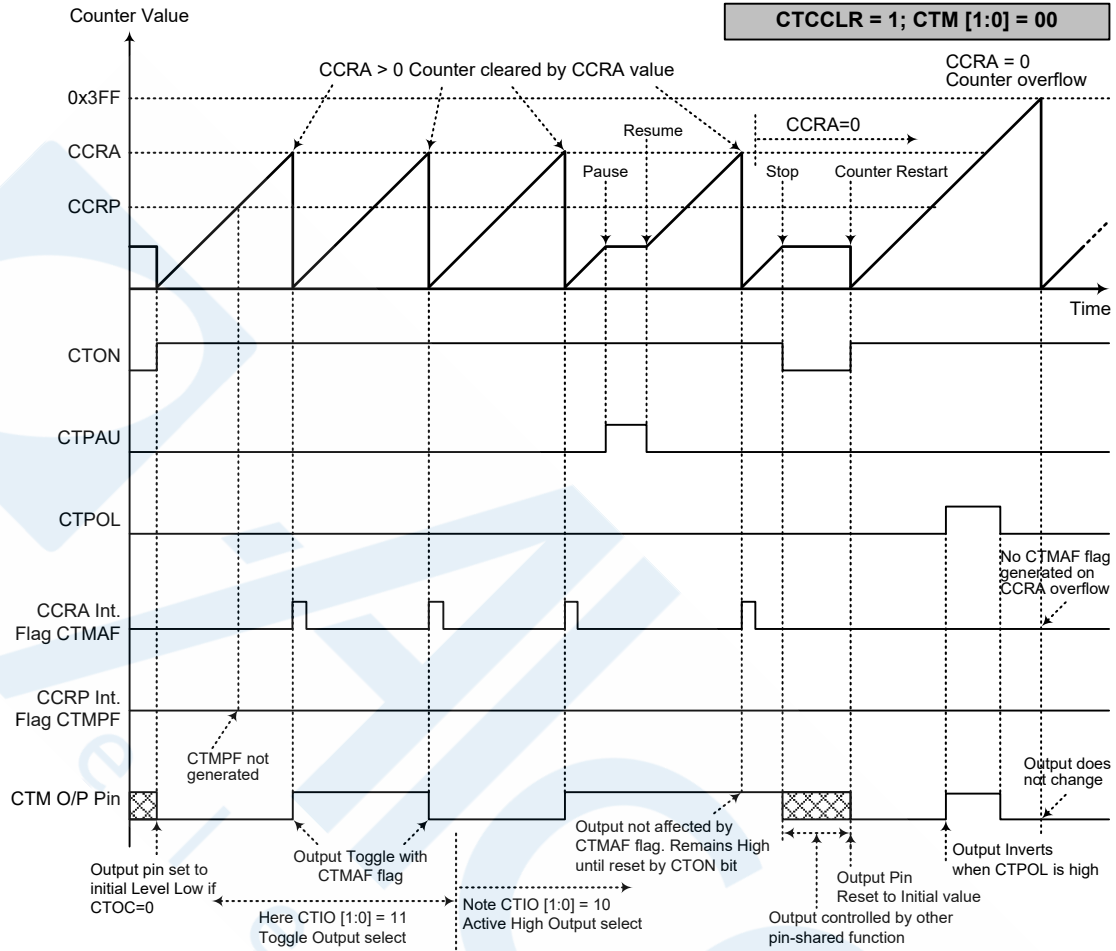 Counter Value
CTCCLR = 1; CTM [1:0] = 00
CCRA > 0 Counter cleared by CCRA value
CCRA = 0
Counter overflow
0x3FF
CCRA=0
Resume
CCRA
Pause
Stop
Counter Restart
CCRP
Time
CTON
CTPAU
CTPOL
No CTMAF flag
generated on
CCRA overflow
CCRA Int.
Flag CTMAF
CCRP Int.
Flag CTMPF
CTMPF not
generated
Output does
not change
CTM O/P Pin
Output pin set to
initial Level Low if
CTOC=0
Output Toggle with
CTMAF flag
Output not affected by
CTMAF flag. Remains High
until reset by CTON bit
Output Inverts
when CTPOL is high
Output Pin
Reset to Initial value
Here CTIO [1:0] = 11
Toggle Output select
Note CTIO [1:0] = 10
Active High Output select
Output controlled by other
pin-shared function